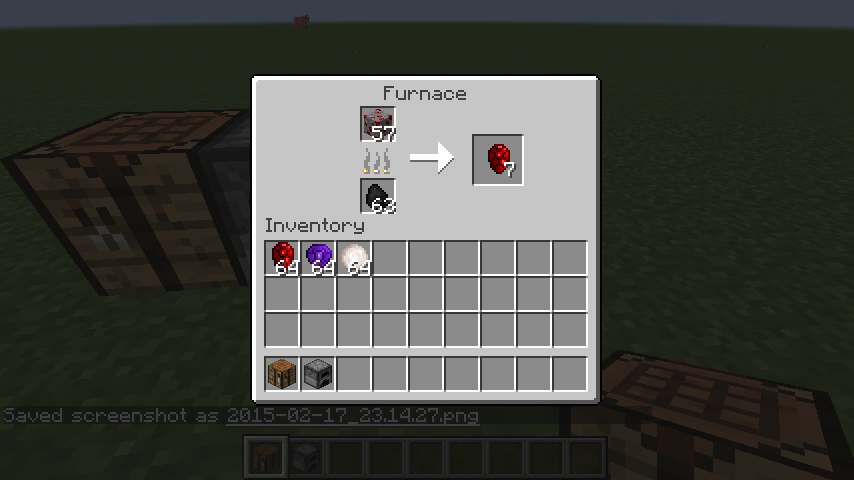 Furnace
57
7
63
Inventory
64 64 64
Saved screenshot as 2015-02-17_23.14.27.png